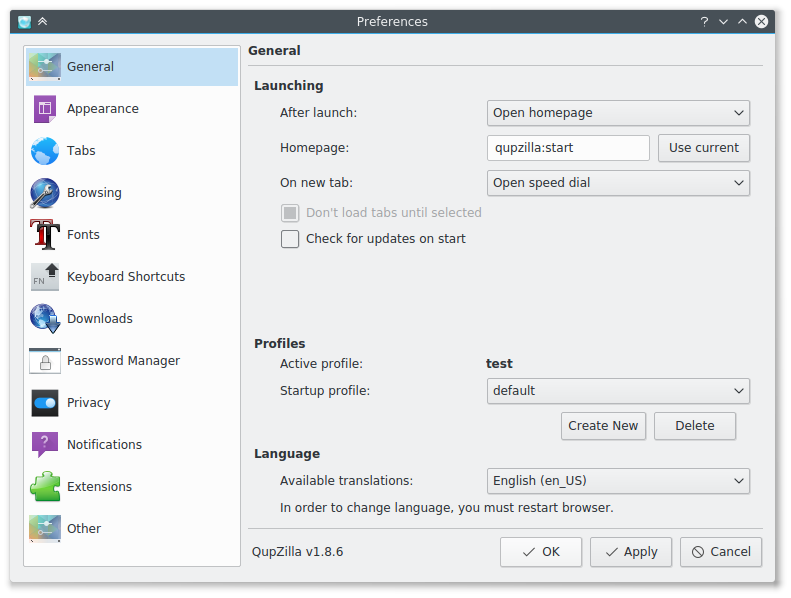 Preferences
General
Appearance
Tabs
Browsing
Fonts
FN
Keyboard Shortcuts
Downloads
Password Manager
Privacy
Notifications
Extensions
Other
General
Launching
After launch: Open homepage
Homepage: qupzilla:start Use current
On new tab: Open speed dial
Don't load tabs until selected
Check for updates on start
Profiles
Active profile: test
Startup profile: default
Create New Delete
Language
Available translations: English (en_US)
In order to change language, you must restart browser.
QupZilla v1.8.6 OK Apply Cancel